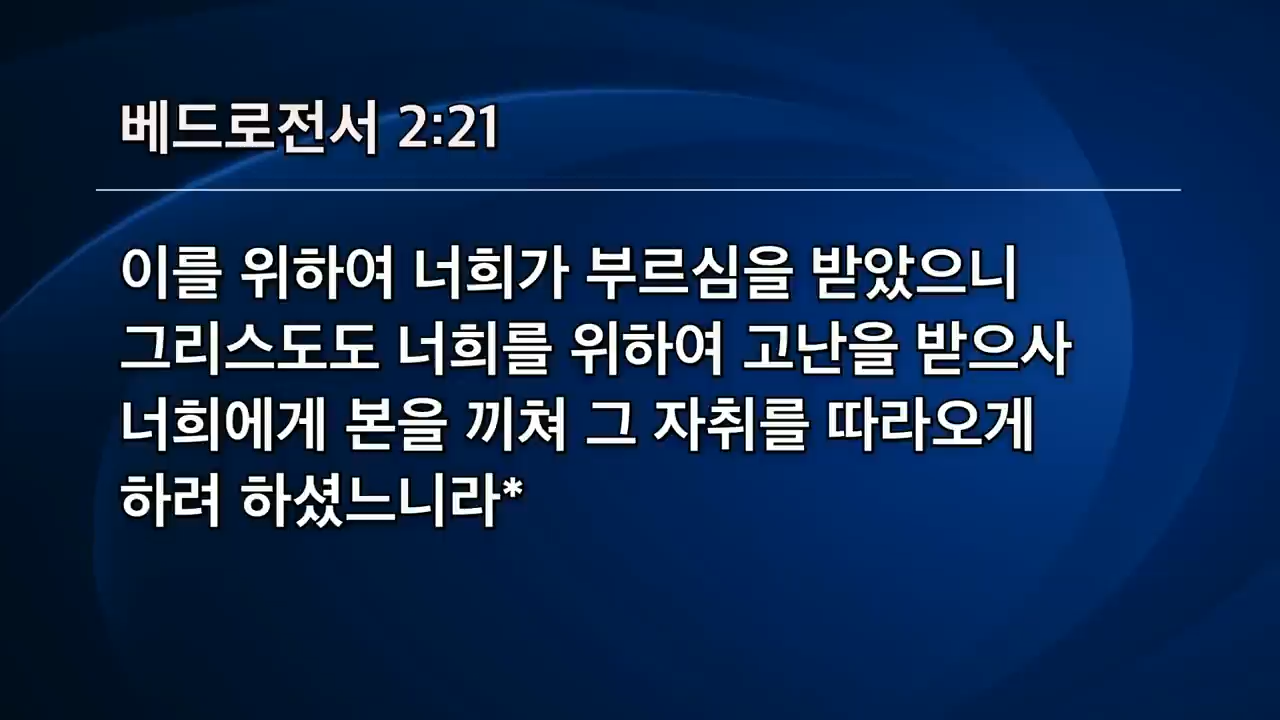 베드로전서 2:21
이를 위하여 너희가 부르심을 받았으니
그리스도도 너희를 위하여 고난을 받으사
너희에게 본을 끼쳐 그 자취를 따라오게
하려 하셨느니라*